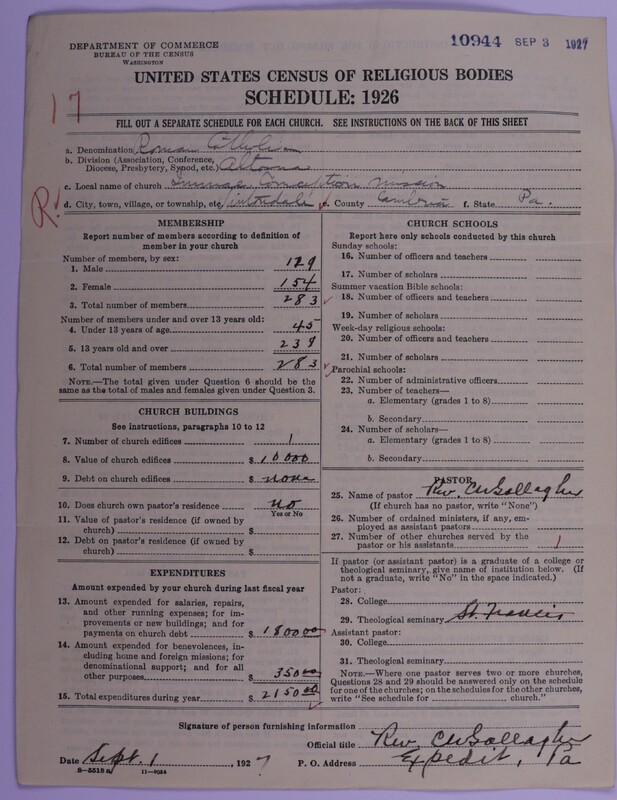 DEPARTMENT OF COMMERCE
BUREAU OF THE CENSUS
WASHINGTON
10944 SEP 3 1927
UNITED STATES CENSUS OF RELIGIOUS BODIES
SCHEDULE: 1926
17
FILL OUT A SEPARATE SCHEDULE FOR EACH CHURCH. SEE INSTRUCTIONS ON THE BACK OF THIS SHEET
a. Denomination Roman Catholic
b. Division (Association, Conference,
Diocese, Presbytery, Synod, etc.) Altoona
c. Local name of church Conception Mission
R.
d. City, town, village, or township, etc. Vintondale e. County Cambria f. State Pa.
MEMBERSHIP
Report number of members according to definition of
member in your church
Number of members, by sex:
1. Male 129
2. Female 154
3. Total number of members 283
Number of members under and over 13 years old:
4. Under 13 years of age 45
5. 13 years old and over 238
6. Total number of members 283
NOTE.—The total given under Question 6 should be
the same as the total of males and females given under Question 3.
CHURCH BUILDINGS
See instructions, paragraphs 10 to 12
7. Number of church edifices 1
8. Value of church edifices $ 10000
9. Debt on church edifices $ none
10. Does church own pastor's residence? No
Yes or No
11. Value of pastor's residence (if owned by
church) $
12. Debt on pastor's residence (if owned by
church) $
EXPENDITURES
Amount expended by your church during last fiscal year
13. Amount expended for salaries, repairs,
and other running expenses; for im-
provements or new buildings; and for
payments on church debt $ 1800 00
14. Amount expended for benevolences, in-
cluding home and foreign missions; for
denominational support; and for all
other purposes $ 350 00
15. Total expenditures during year $ 2150 00
CHURCH SCHOOLS
Report here only schools conducted by this church
Sunday schools:
16. Number of officers and teachers
17. Number of scholars
Summer vacation Bible schools:
18. Number of officers and teachers
19. Number of scholars
Week-day religious schools:
20. Number of officers and teachers
21. Number of scholars
Parochial schools:
22. Number of administrative officers
23. Number of teachers—
a. Elementary (grades 1 to 8)
b. Secondary
24. Number of scholars—
a. Elementary (grades 1 to 8)
b. Secondary
PASTOR
25. Name of pastor Rev. CW Gallagher
(If church has no pastor, write "None")
26. Number of ordained ministers, if any, em-
ployed as assistant pastors
27. Number of other churches served by the
pastor or his assistants 1
If pastor (or assistant pastor) is a graduate of a college or
theological seminary, give name of institution below. (If
not a graduate, write "No" in the space indicated.)
Pastor:
28. College
29. Theological seminary St. Francis
Assistant pastor:
30. College
31. Theological seminary
NOTE.—Where one pastor serves two or more churches,
Questions 28 and 29 should be answered only on the schedule
for one of the churches; on the schedules for the other churches,
write "See schedule for ______ church."
Signature of person furnishing information
Official title Rev. CW Gallagher
Date Sept. 1, 1927 P. O. Address Expedit, Pa
8—5518 a 11—9024